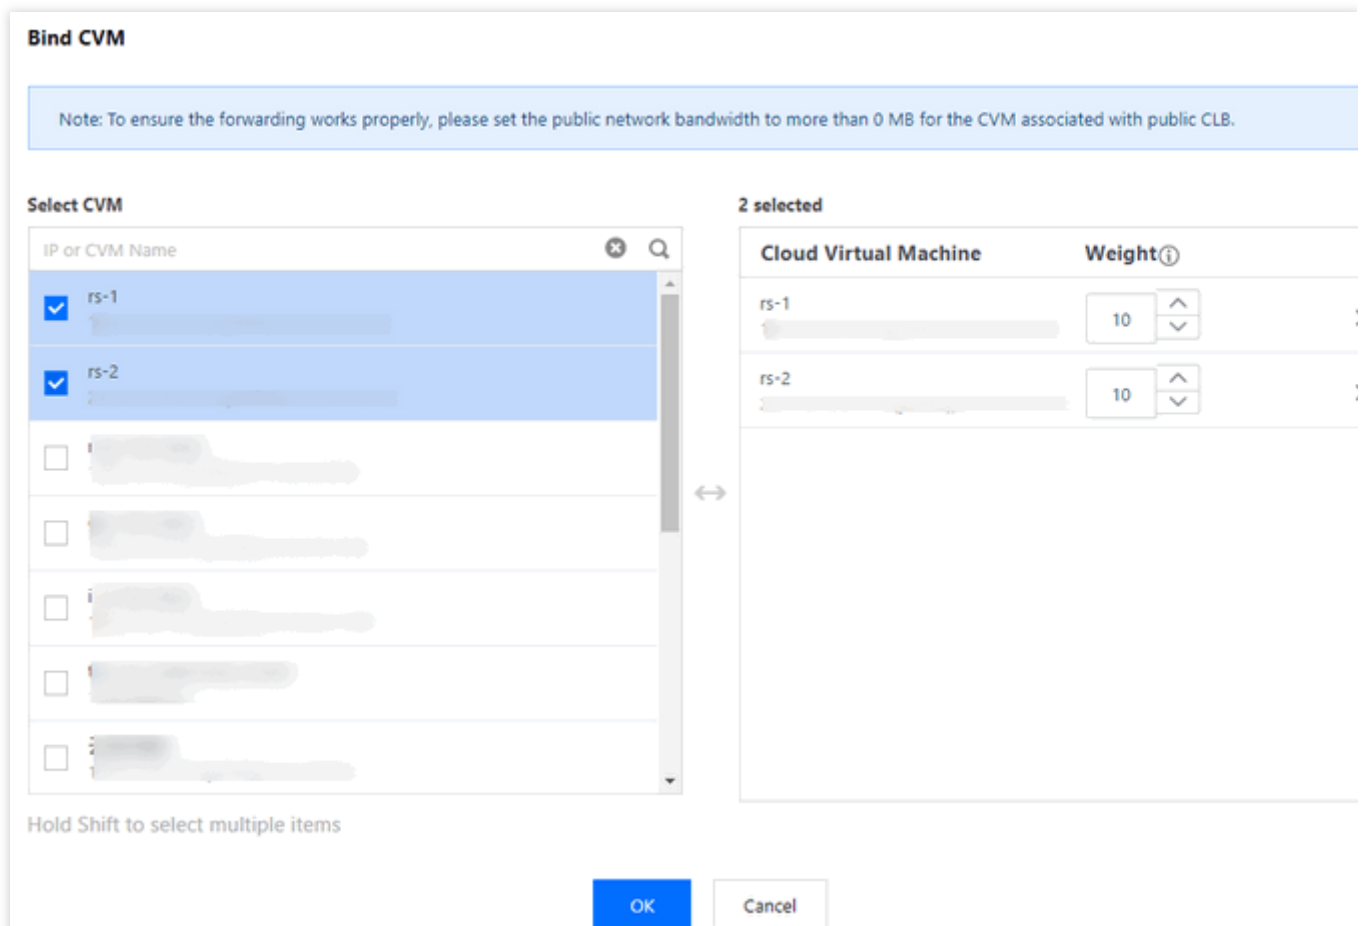 Bind CVM
Note: To ensure the forwarding works properly, please set the public network bandwidth to more than 0 MB for the CVM associated with public CLB.
Select CVM
IP or CVM Name
rs-1
rs-2
Hold Shift to select multiple items
2 selected
Cloud Virtual Machine Weight
rs-1
10
rs-2
10
OK Cancel